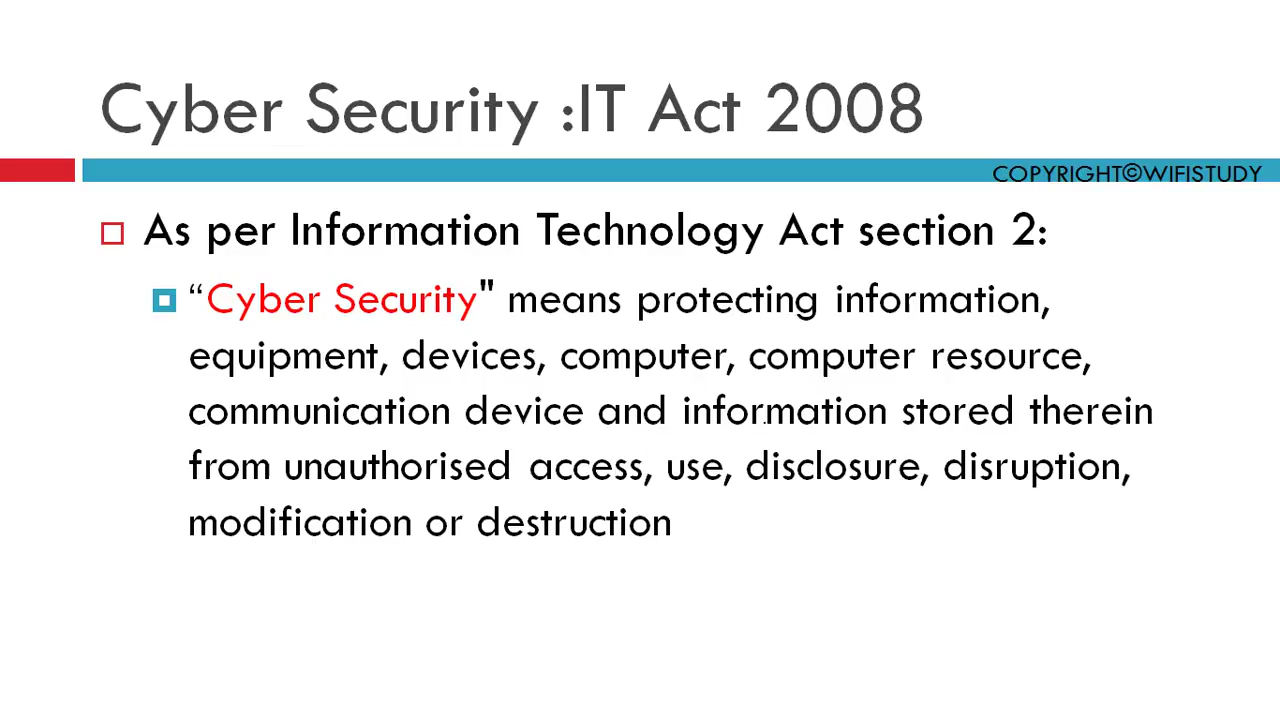 Cyber Security :IT Act 2008
COPYRIGHT©WIFISTUDY
As per Information Technology Act section 2:
“Cyber Security" means protecting information,
equipment, devices, computer, computer resource,
communication device and information stored therein
from unauthorised access, use, disclosure, disruption,
modification or destruction